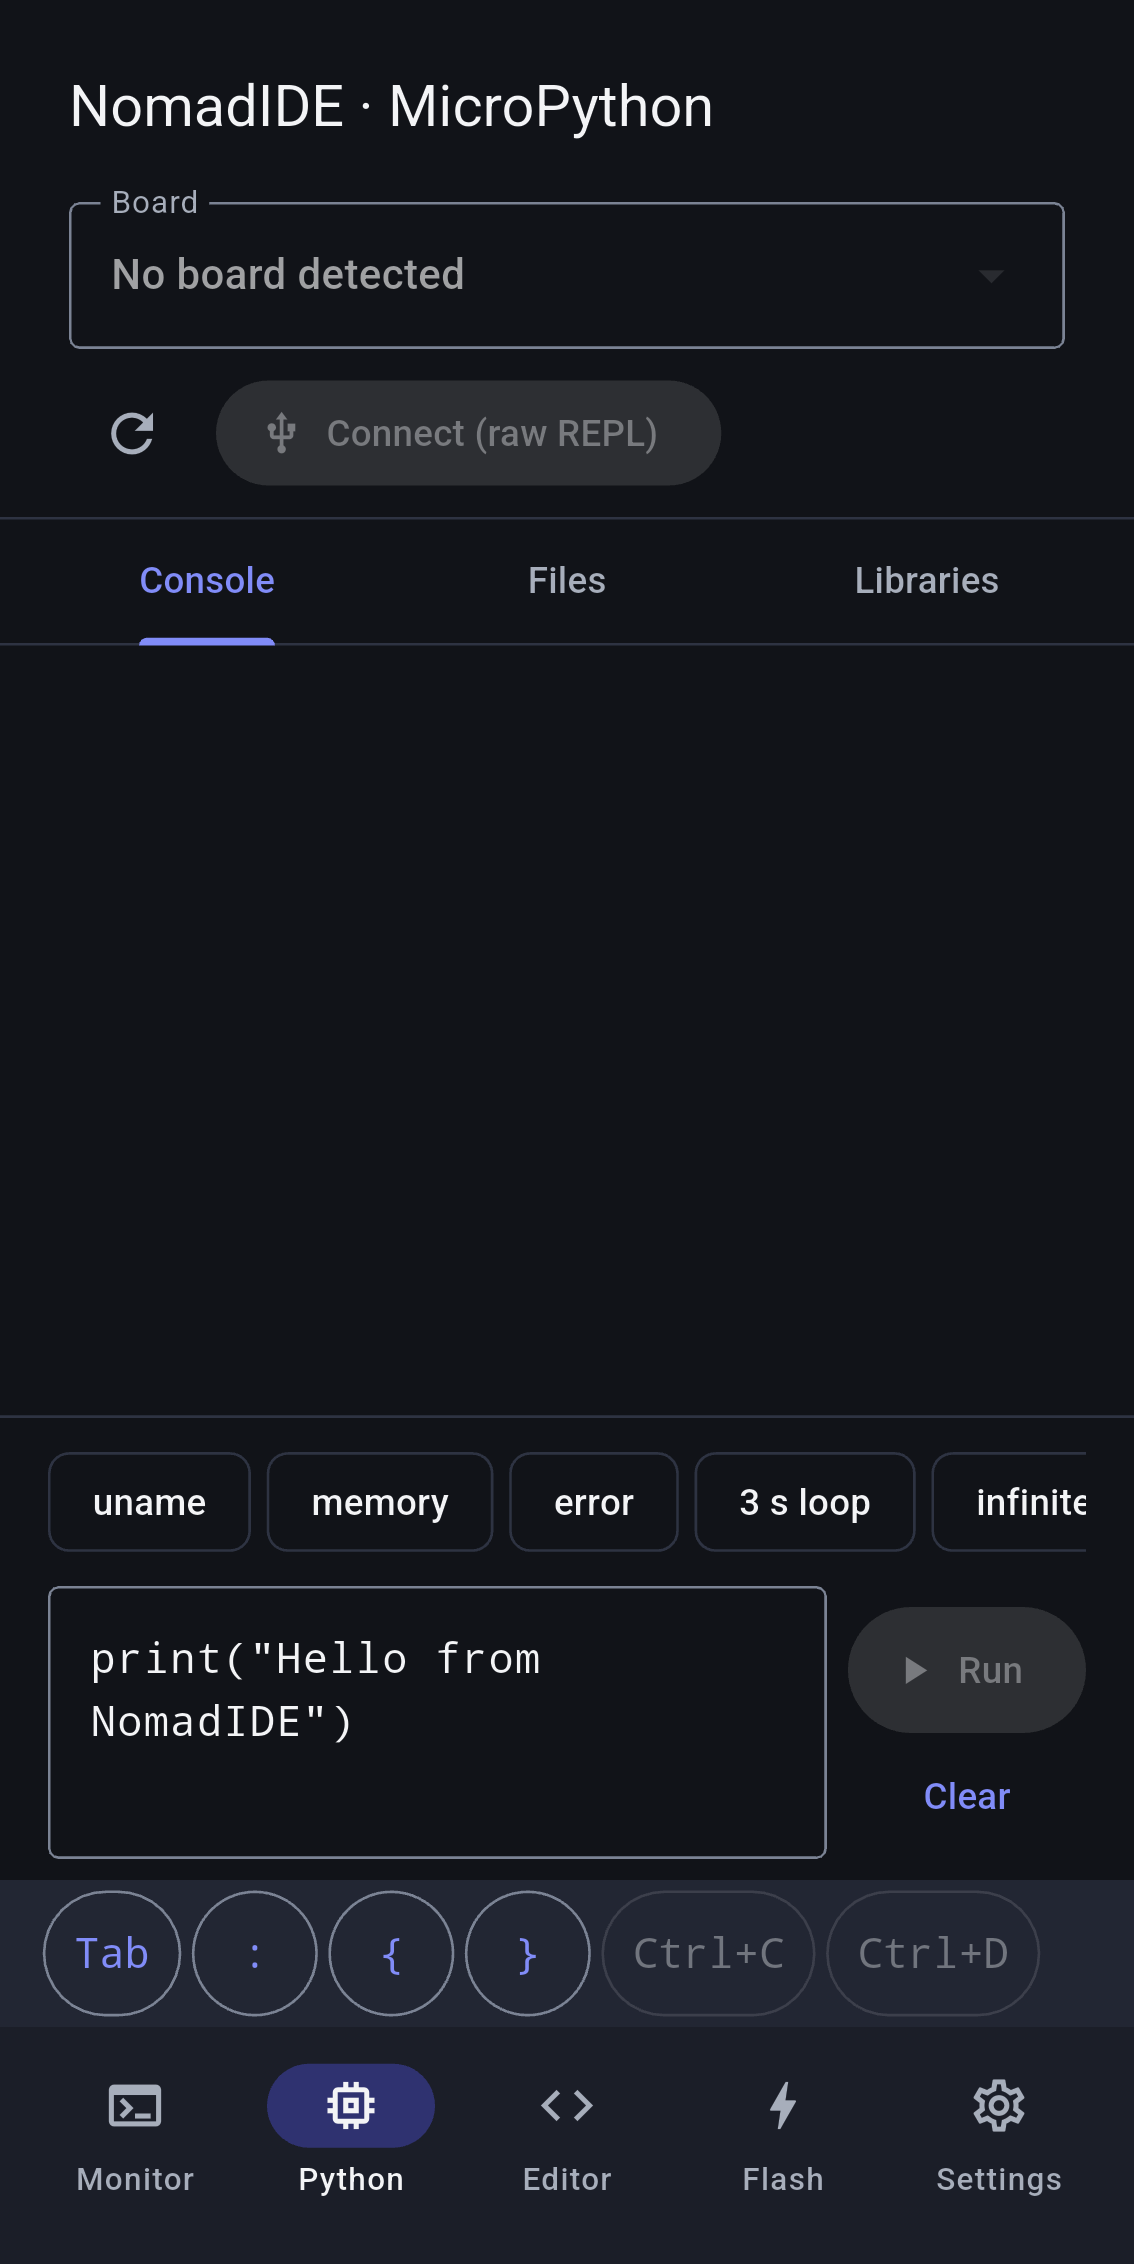 NomadIDE · MicroPython
Board
No board detected
Connect (raw REPL)
Console Files Libraries
uname memory error 3 s loop infinite
print("Hello from
NomadIDE")
Run
Clear
Tab : { } Ctrl+C Ctrl+D
Monitor Python Editor Flash Settings